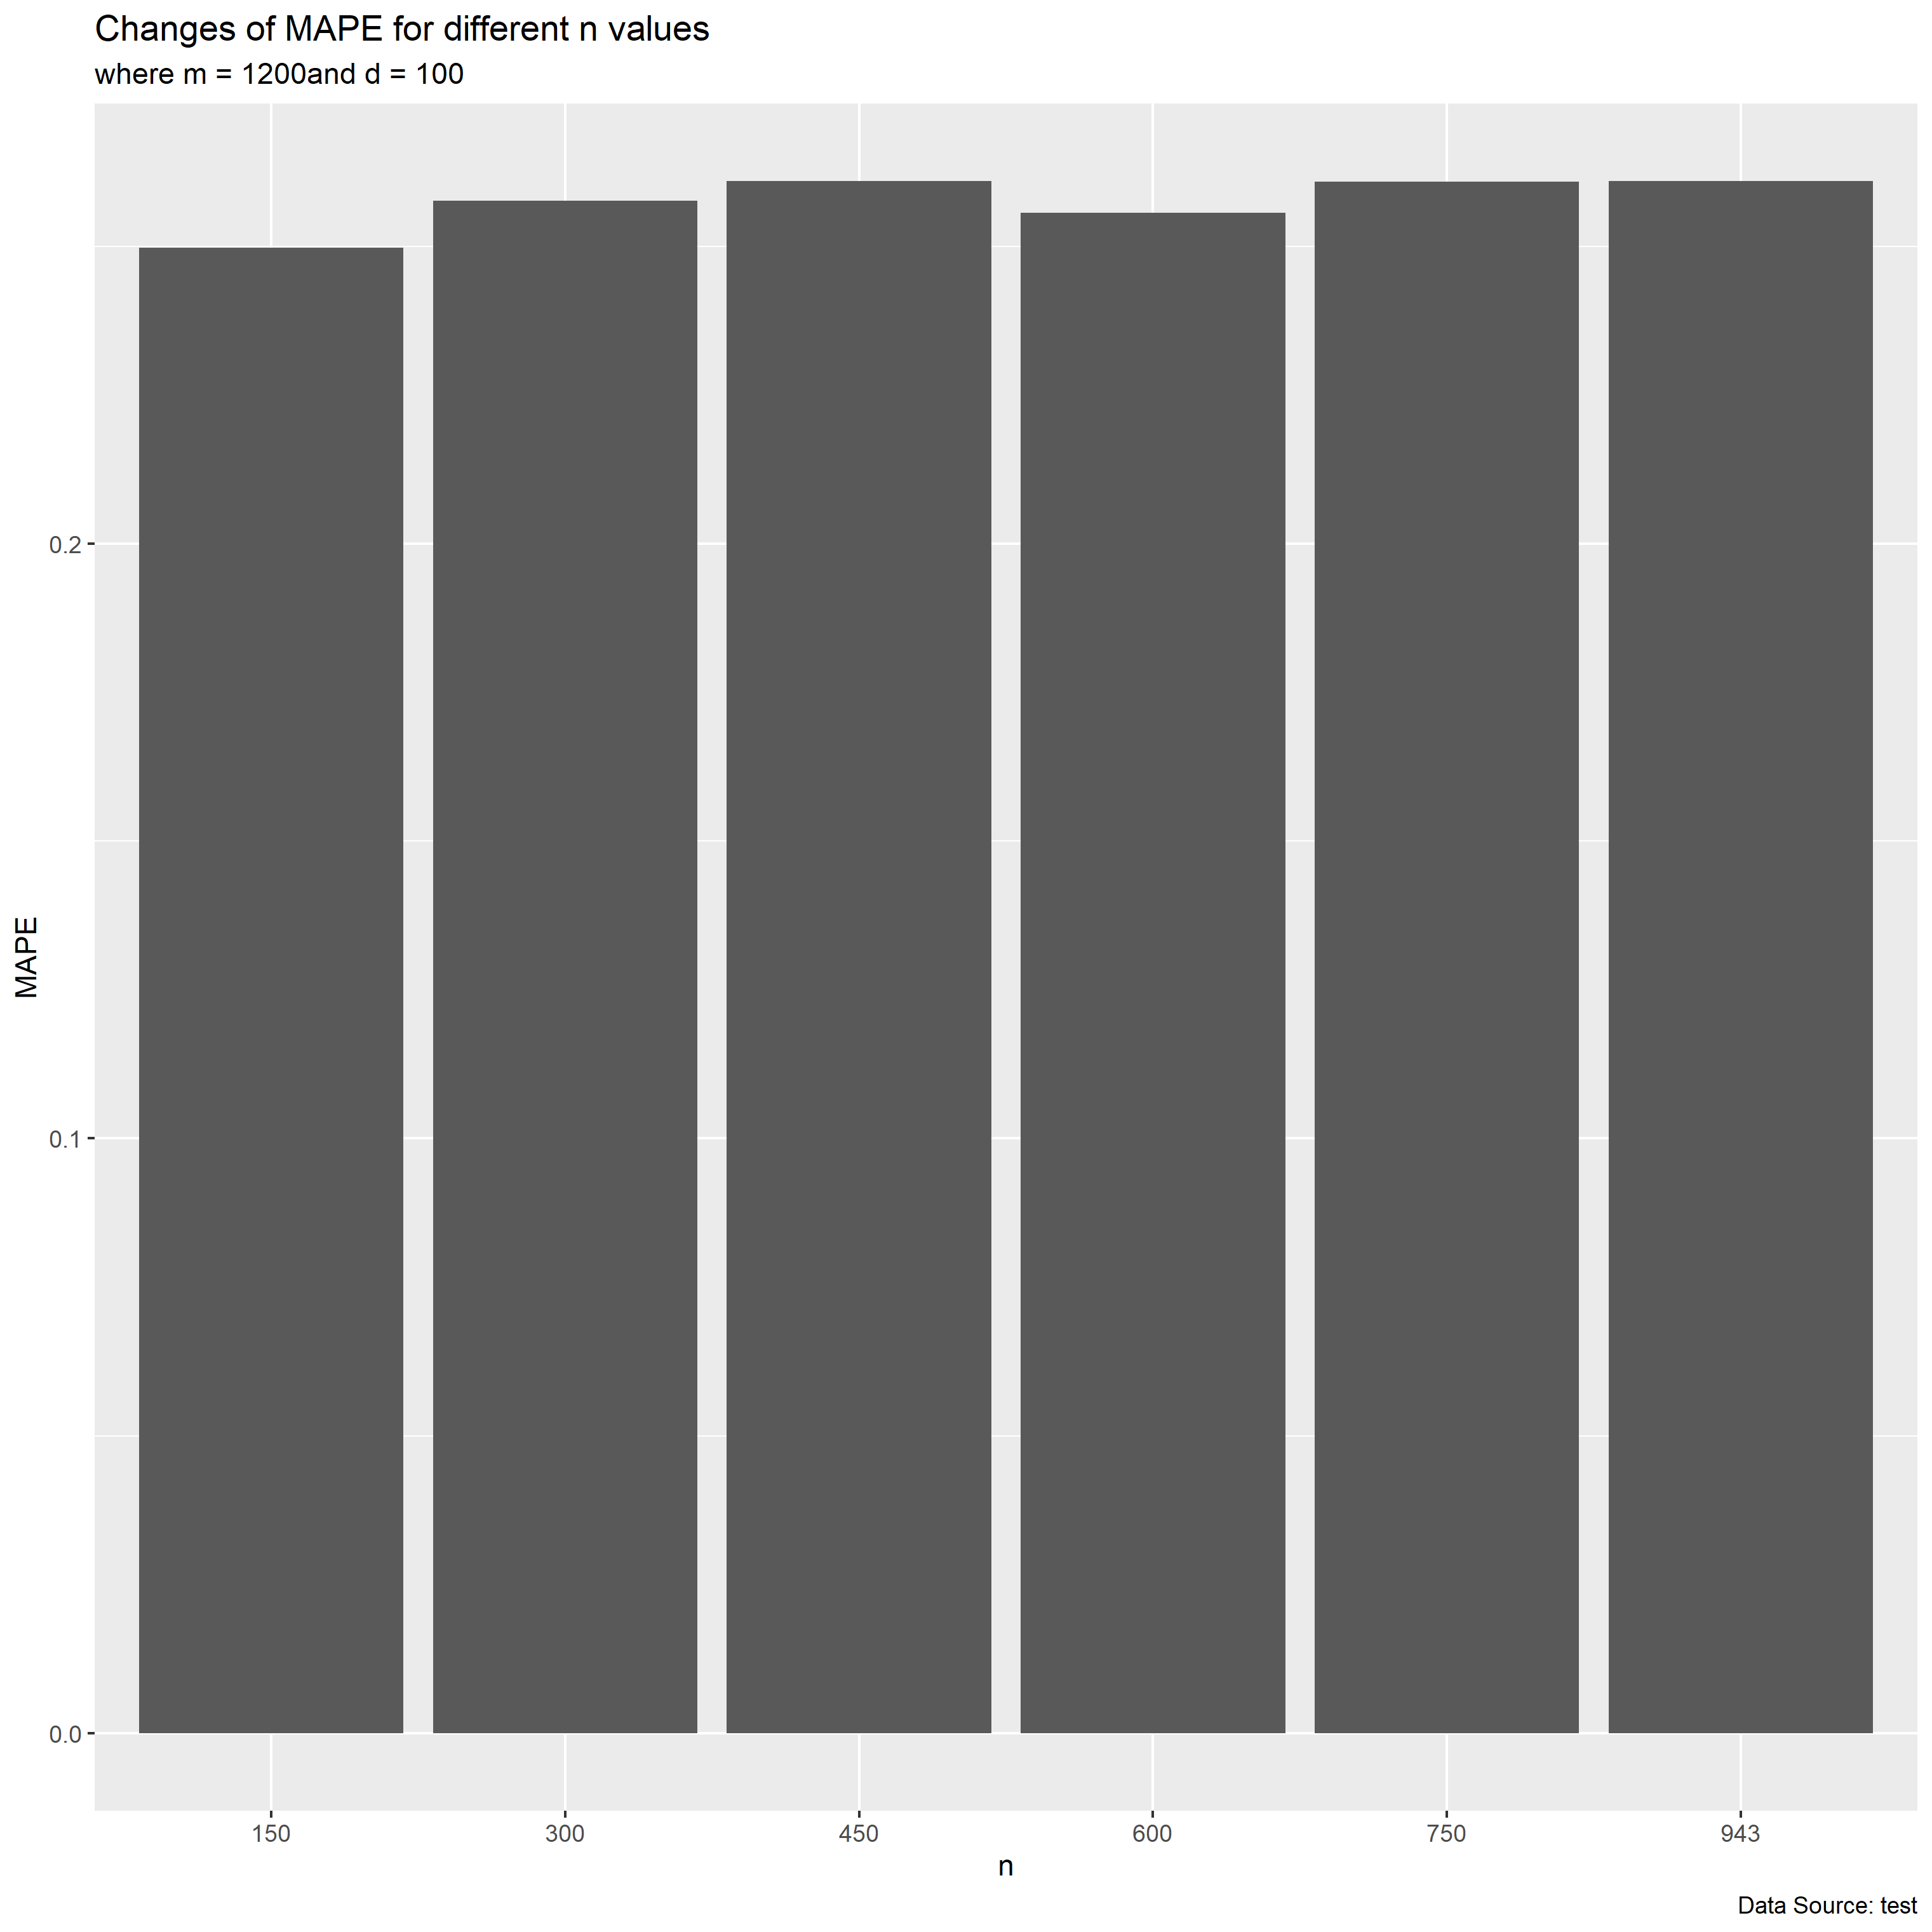 Changes of MAPE for different n values
where m = 1200and d = 100
MAPE
0.2
0.1
0.0
150 300 450 600 750 943
n
Data Source: test